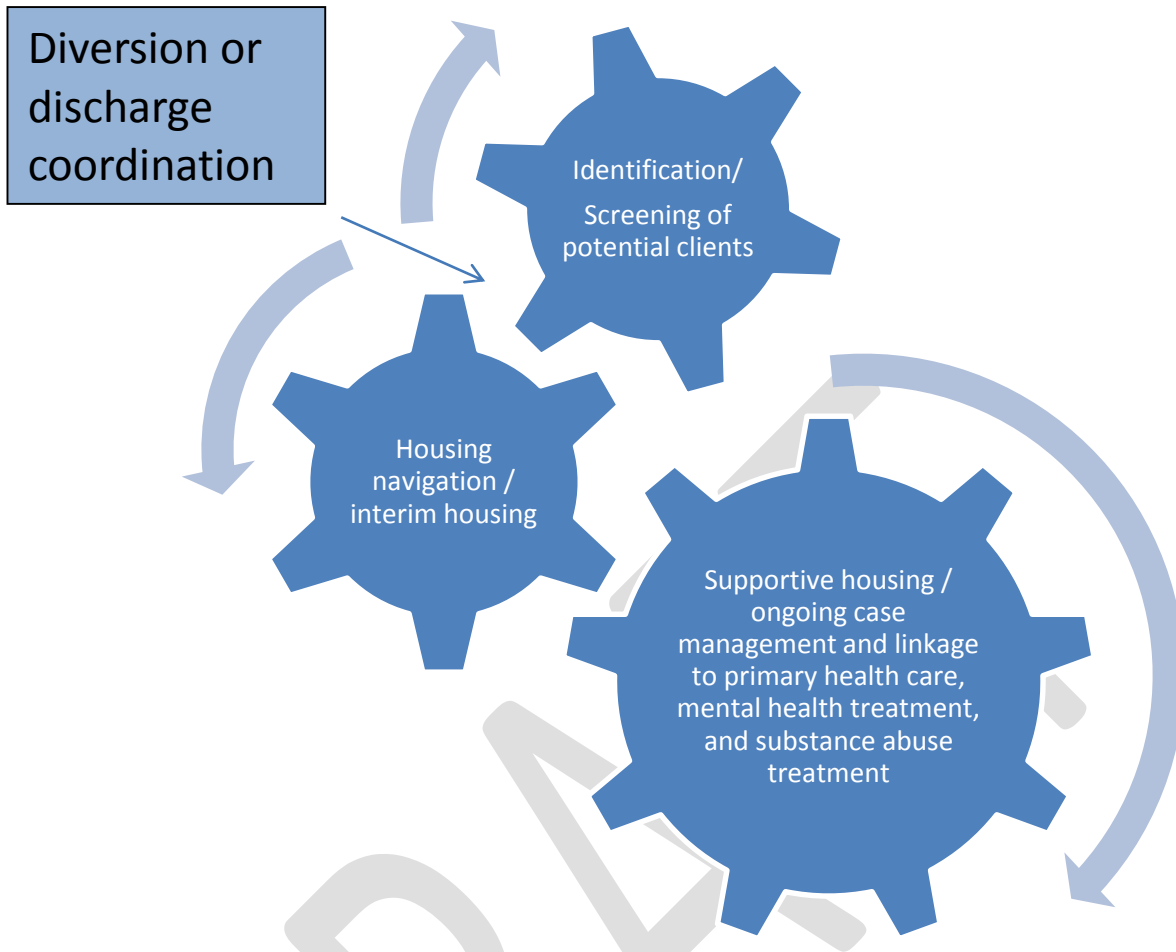 Diversion or
discharge
coordination
Identification/
Screening of
potential clients
Housing
navigation /
interim housing
Supportive housing /
ongoing case
management and linkage
to primary health care,
mental health treatment,
and substance abuse
treatment